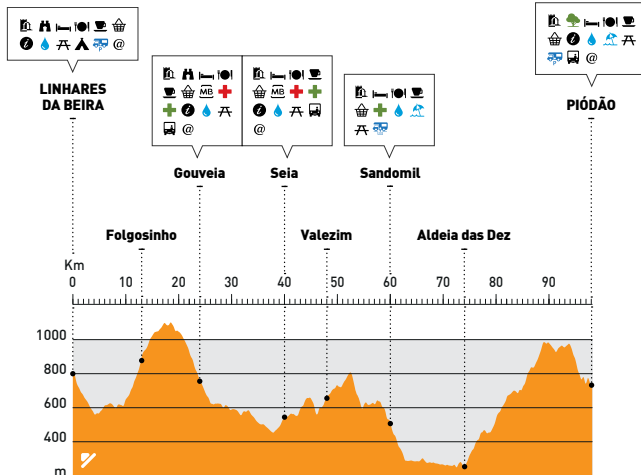 LINHARES
DA BEIRA
PIÓDÃO
MB
MB
P
P
@
@
@
@
Gouveia
Seia
Sandomil
Folgosinho
Valezim
Aldeia das Dez
Km
0 10 20 30 40 50 60 70 80 90
1000
800
600
400
m